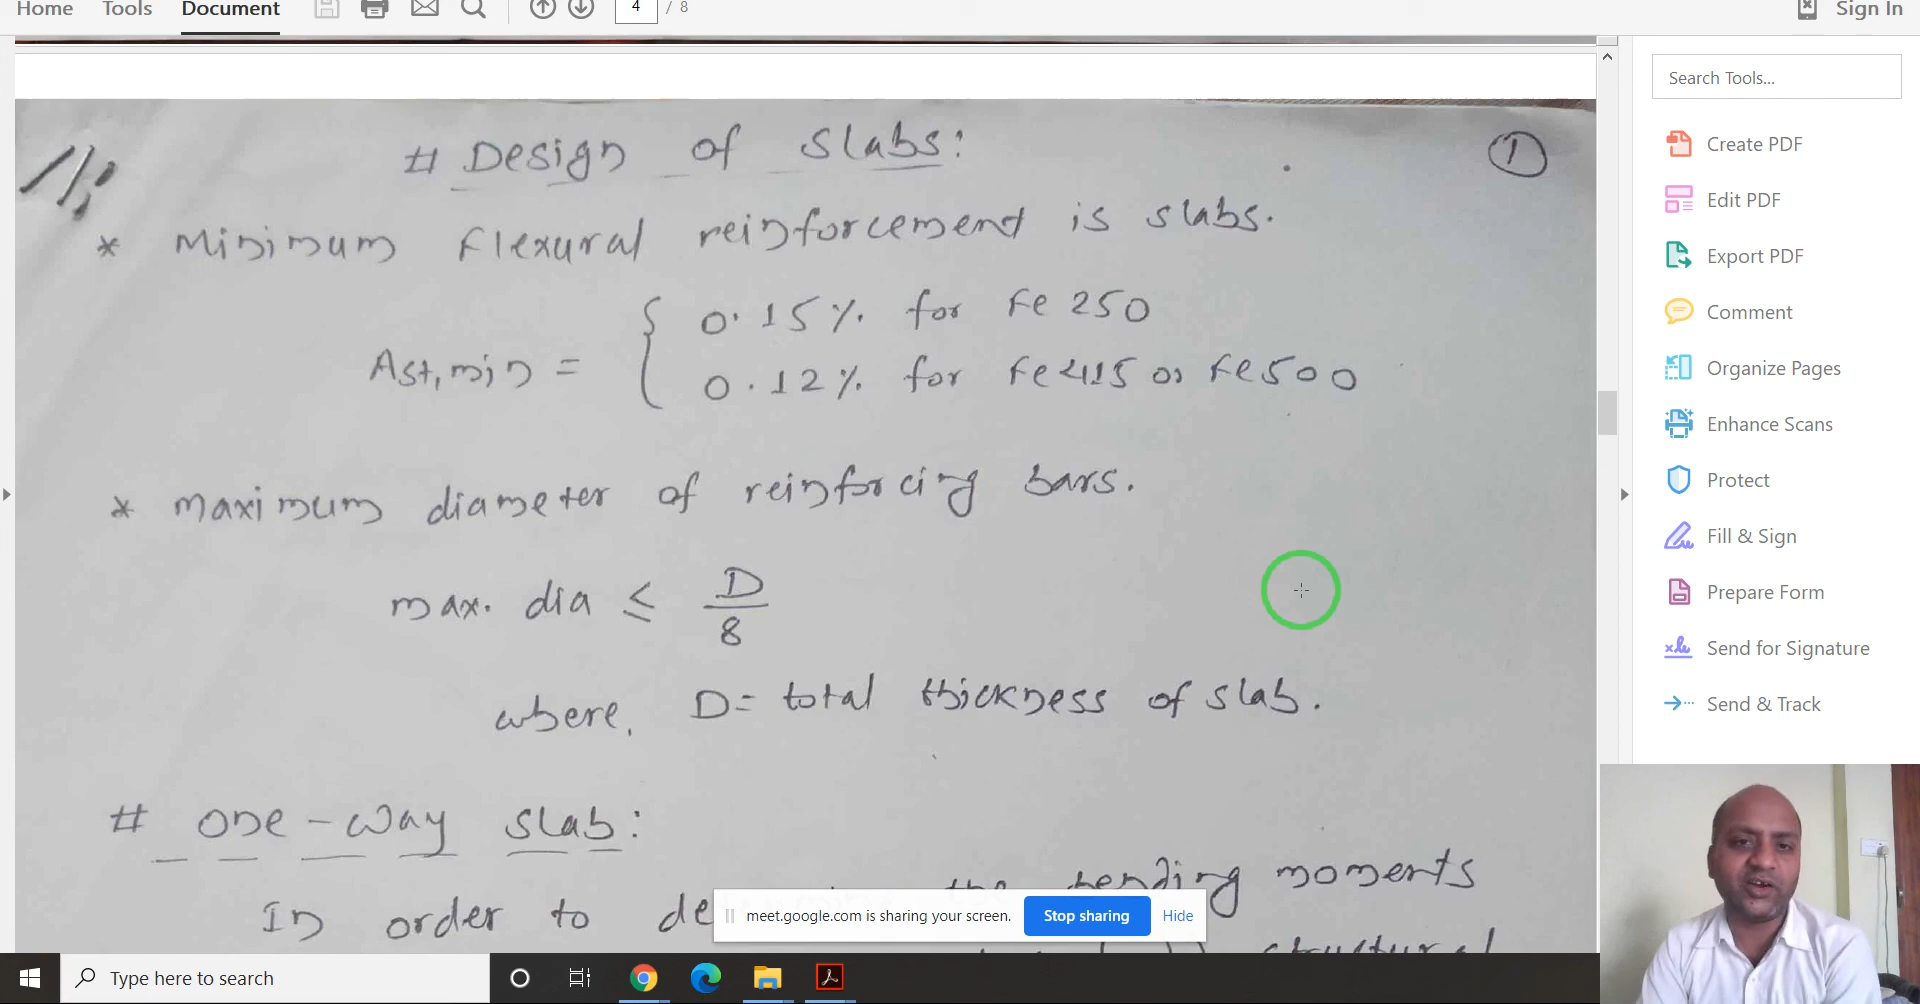 Home Tools Document 4 / 8 Sign In
# Design of slabs: 1
* Minimum flexural reinforcement is slabs.
Ast,min = { 0.15 % for Fe 250
0.12 % for Fe415 or Fe500
* maximum diameter of reinforcing bars.
max. dia ≤ D/8
where, D= total thickness of slab.
# one-way slab:
In order to de the bending moments
structural
meet.google.com is sharing your screen. Stop sharing Hide
Search Tools...
Create PDF
Edit PDF
Export PDF
Comment
Organize Pages
Enhance Scans
Protect
Fill & Sign
Prepare Form
Send for Signature
Send & Track
Type here to search